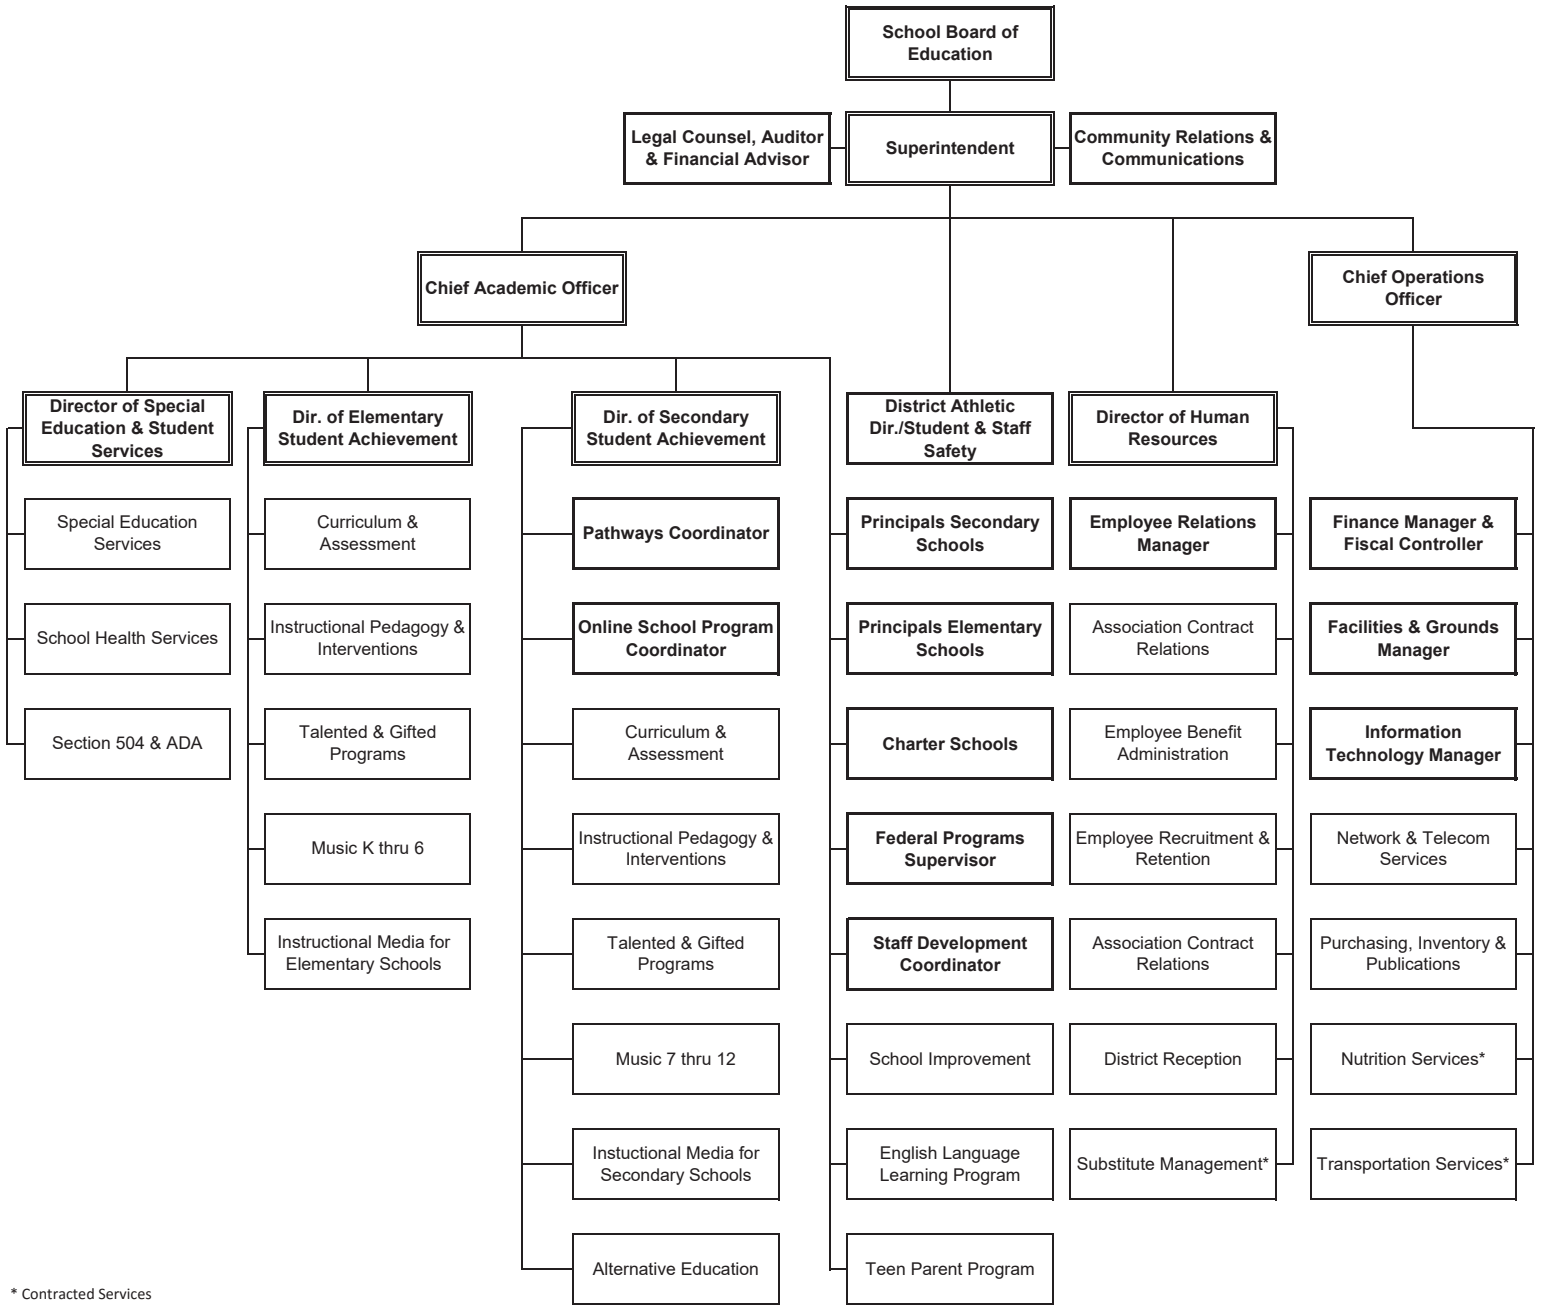 School Board of
Education
Legal Counsel, Auditor
& Financial Advisor
Superintendent
Community Relations &
Communications
Chief Academic Officer
Chief Operations
Officer
Director of Special
Education & Student
Services
Dir. of Elementary
Student Achievement
Dir. of Secondary
Student Achievement
District Athletic
Dir./Student & Staff
Safety
Director of Human
Resources
Special Education
Services
Curriculum &
Assessment
Pathways Coordinator
Principals Secondary
Schools
Employee Relations
Manager
Finance Manager &
Fiscal Controller
School Health Services
Instructional Pedagogy &
Interventions
Online School Program
Coordinator
Principals Elementary
Schools
Association Contract
Relations
Facilities & Grounds
Manager
Section 504 & ADA
Talented & Gifted
Programs
Curriculum &
Assessment
Charter Schools
Employee Benefit
Administration
Information
Technology Manager
Music K thru 6
Instructional Pedagogy &
Interventions
Federal Programs
Supervisor
Employee Recruitment &
Retention
Network & Telecom
Services
Instructional Media for
Elementary Schools
Talented & Gifted
Programs
Staff Development
Coordinator
Association Contract
Relations
Purchasing, Inventory &
Publications
Music 7 thru 12
School Improvement
District Reception
Nutrition Services*
Instuctional Media for
Secondary Schools
English Language
Learning Program
Substitute Management*
Transportation Services*
Alternative Education
Teen Parent Program
* Contracted Services